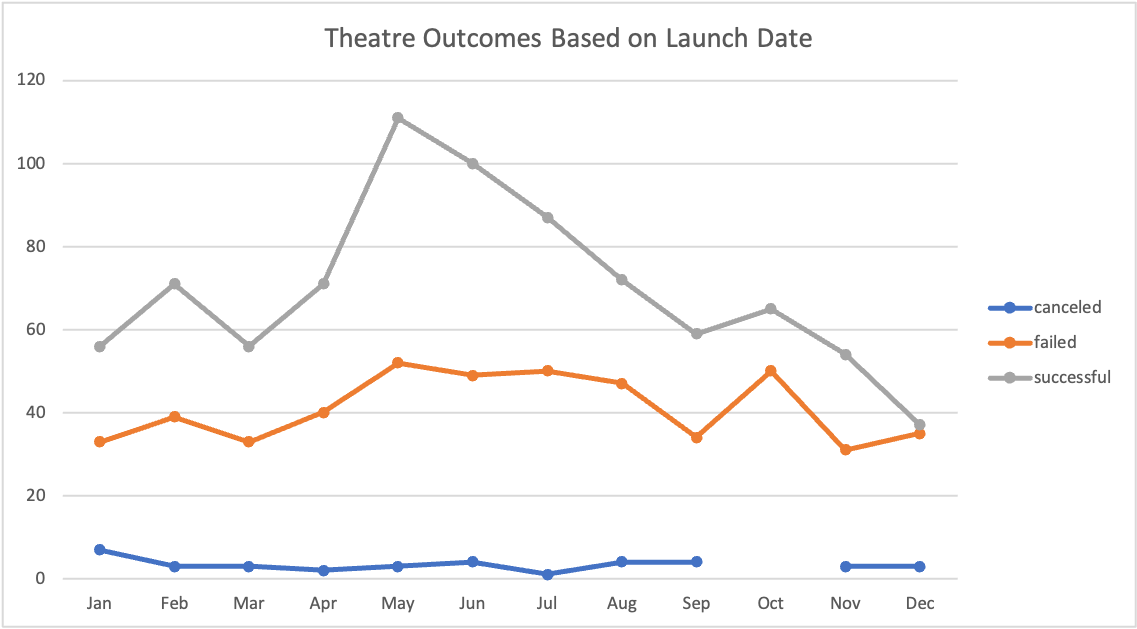 Theatre Outcomes Based on Launch Date
120
100
80
60
40
20
0
Jan Feb Mar Apr May Jun Jul Aug Sep Oct Nov Dec
canceled
failed
successful